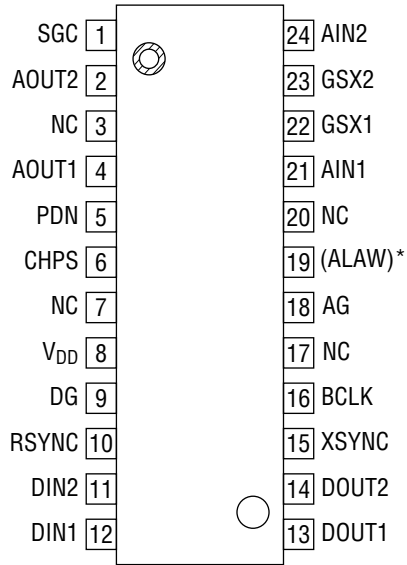 SGC 1 24 AIN2
AOUT2 2 23 GSX2
NC 3 22 GSX1
AOUT1 4 21 AIN1
PDN 5 20 NC
CHPS 6 19 (ALAW)*
NC 7 18 AG
VDD 8 17 NC
DG 9 16 BCLK
RSYNC 10 15 XSYNC
DIN2 11 14 DOUT2
DIN1 12 13 DOUT1